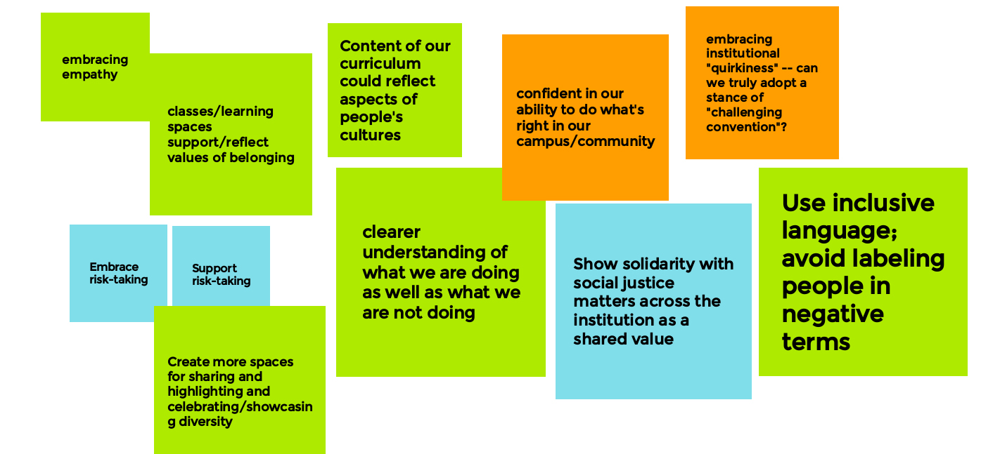 embracing
empathy
classes/learning
spaces
support/reflect
values of belonging
Content of our
curriculum
could reflect
aspects of
people's
cultures
confident in our
ability to do what's
right in our
campus/community
embracing
institutional
"quirkiness" -- can
we truly adopt a
stance of
"challenging
convention"?
Embrace
risk-taking
Support
risk-taking
clearer
understanding of
what we are doing
as well as what we
are not doing
Show solidarity with
social justice
matters across the
institution as a
shared value
Use inclusive
language;
avoid labeling
people in
negative
terms
Create more spaces
for sharing and
highlighting and
celebrating/showcasin
g diversity